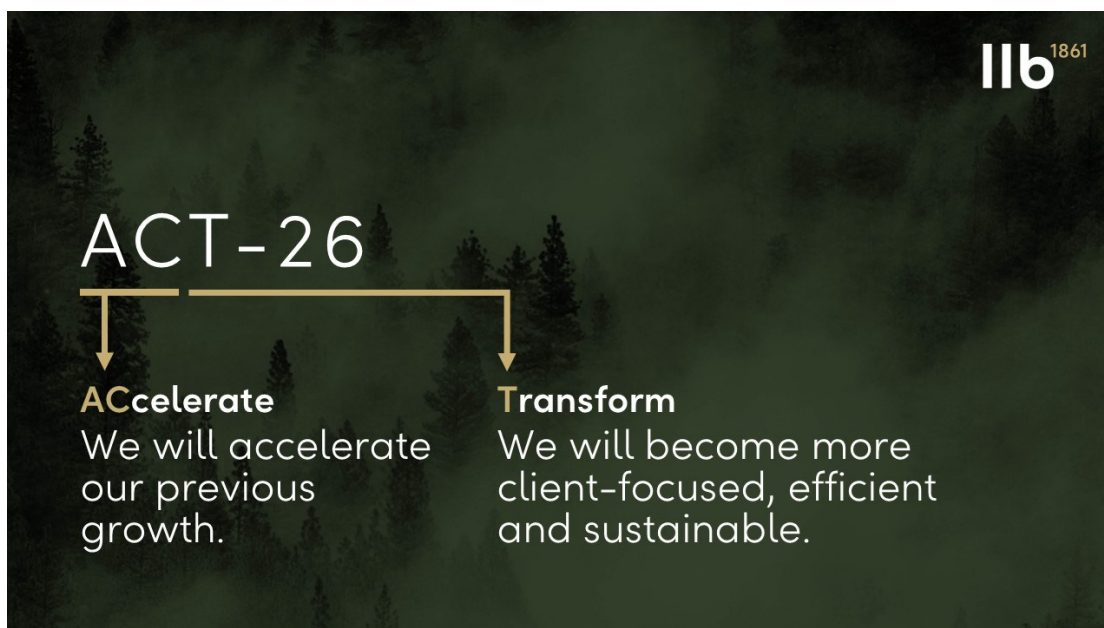 llb 1861
ACT-26
ACcelerate
We will accelerate
our previous
growth.
Transform
We will become more
client-focused, efficient
and sustainable.